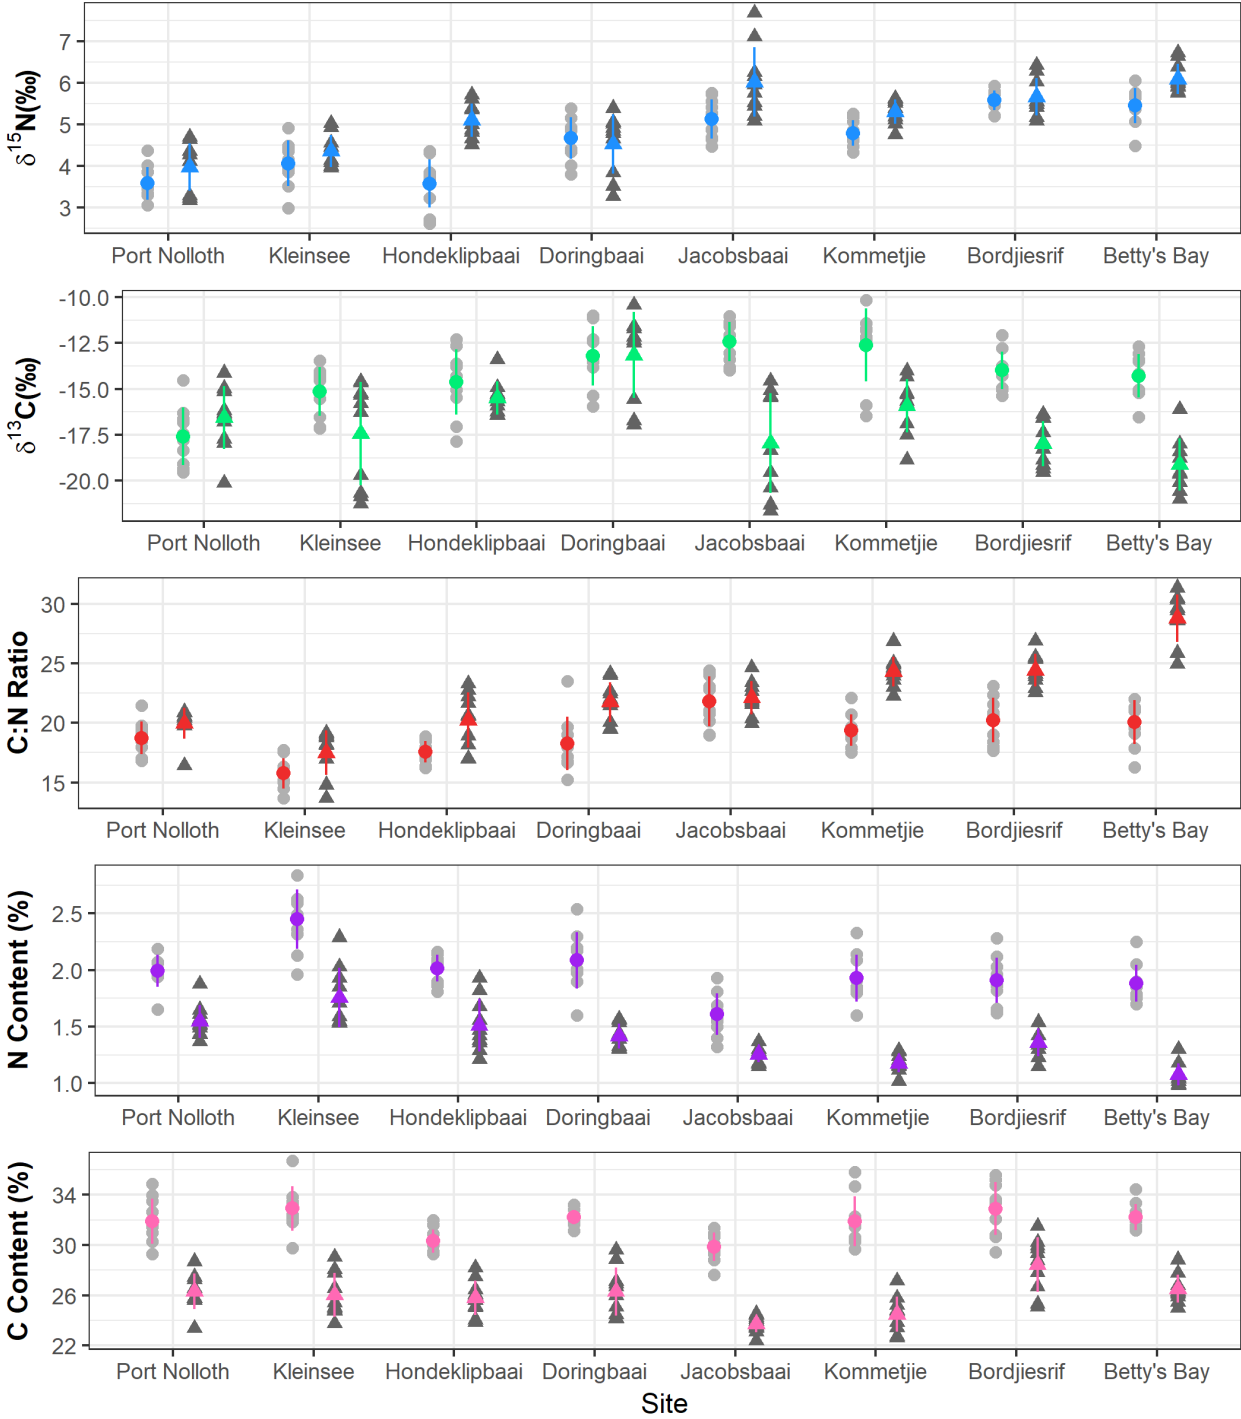 δ15N(‰)
7
6
5
4
3
Port Nolloth Kleinsee Hondeklipbaai Doringbaai Jacobsbaai Kommetjie Bordjiesrif Betty's Bay
δ13C(‰)
-10.0
-12.5
-15.0
-17.5
-20.0
Port Nolloth Kleinsee Hondeklipbaai Doringbaai Jacobsbaai Kommetjie Bordjiesrif Betty's Bay
C:N Ratio
30
25
20
15
Port Nolloth Kleinsee Hondeklipbaai Doringbaai Jacobsbaai Kommetjie Bordjiesrif Betty's Bay
N Content (%)
2.5
2.0
1.5
1.0
Port Nolloth Kleinsee Hondeklipbaai Doringbaai Jacobsbaai Kommetjie Bordjiesrif Betty's Bay
C Content (%)
34
30
26
22
Port Nolloth Kleinsee Hondeklipbaai Doringbaai Jacobsbaai Kommetjie Bordjiesrif Betty's Bay
Site